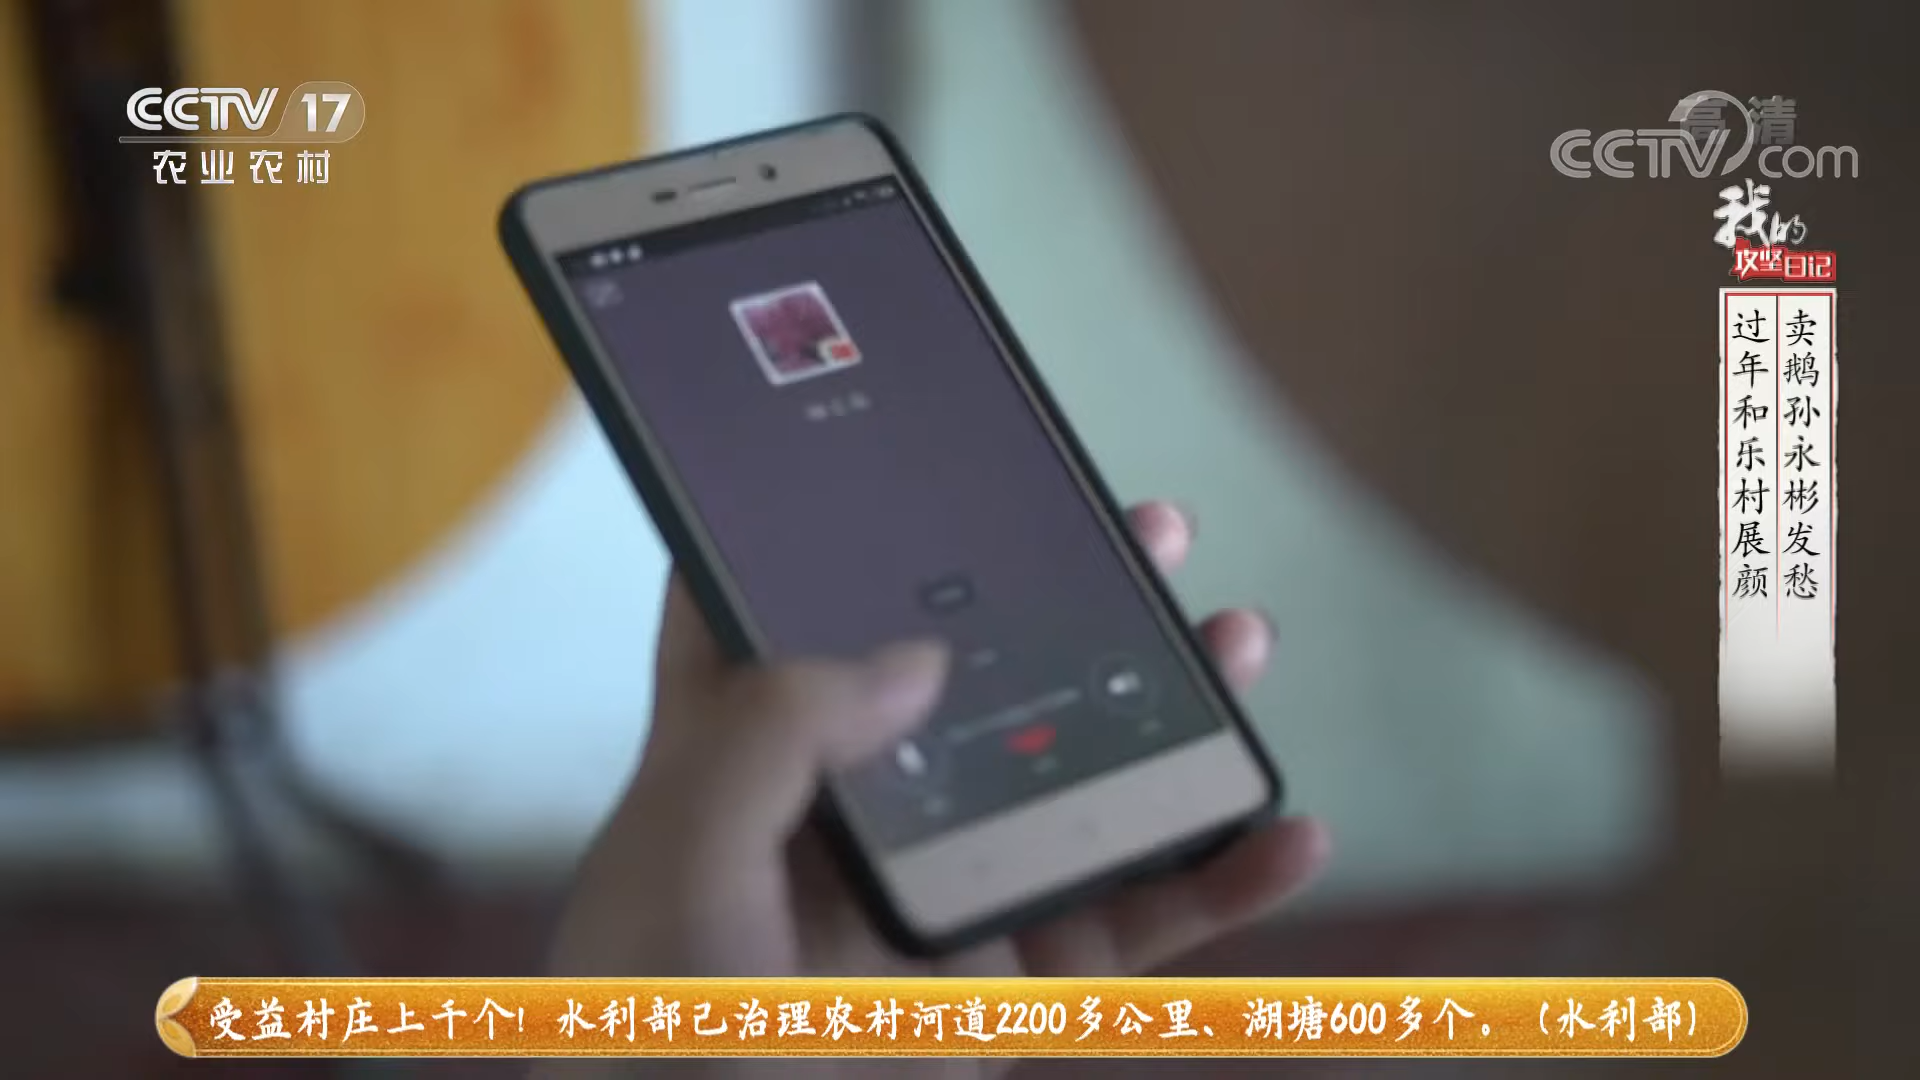 CCTV 17
农业农村
高清
CCTV.com
我的
攻坚日记
卖鹅孙永彬发愁
过年和乐村展颜
受益村庄上千个！水利部已治理农村河道2200多公里、湖塘600多个。（水利部）